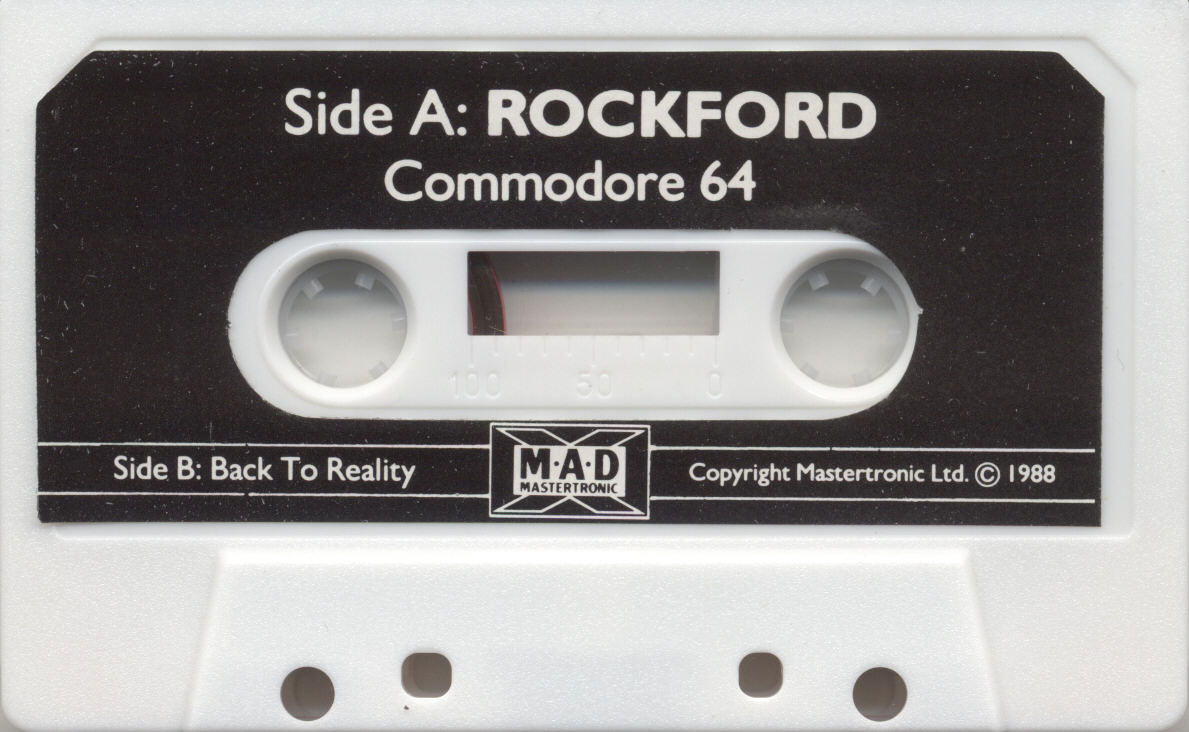 Side A: ROCKFORD
Commodore 64
100 50 0
Side B: Back To Reality
M·A·D
MASTERTRONIC
Copyright Mastertronic Ltd. © 1988